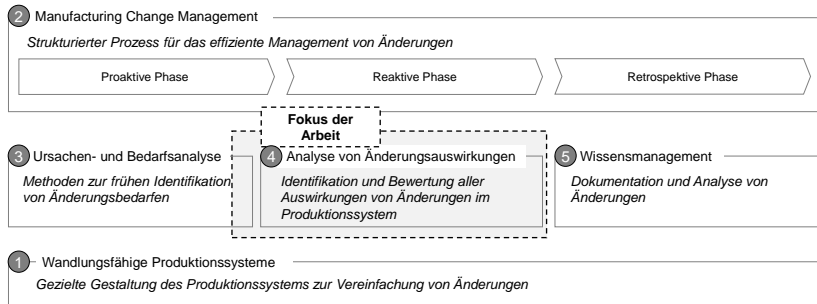 2 Manufacturing Change Management
Strukturierter Prozess für das effiziente Management von Änderungen
Proaktive Phase
Reaktive Phase
Retrospektive Phase
Fokus der
Arbeit
3 Ursachen- und Bedarfsanalyse
Methoden zur frühen Identifikation
von Änderungsbedarfen
4 Analyse von Änderungsauswirkungen
Identifikation und Bewertung aller
Auswirkungen von Änderungen im
Produktionssystem
5 Wissensmanagement
Dokumentation und Analyse von
Änderungen
1 Wandlungsfähige Produktionssysteme
Gezielte Gestaltung des Produktionssystems zur Vereinfachung von Änderungen